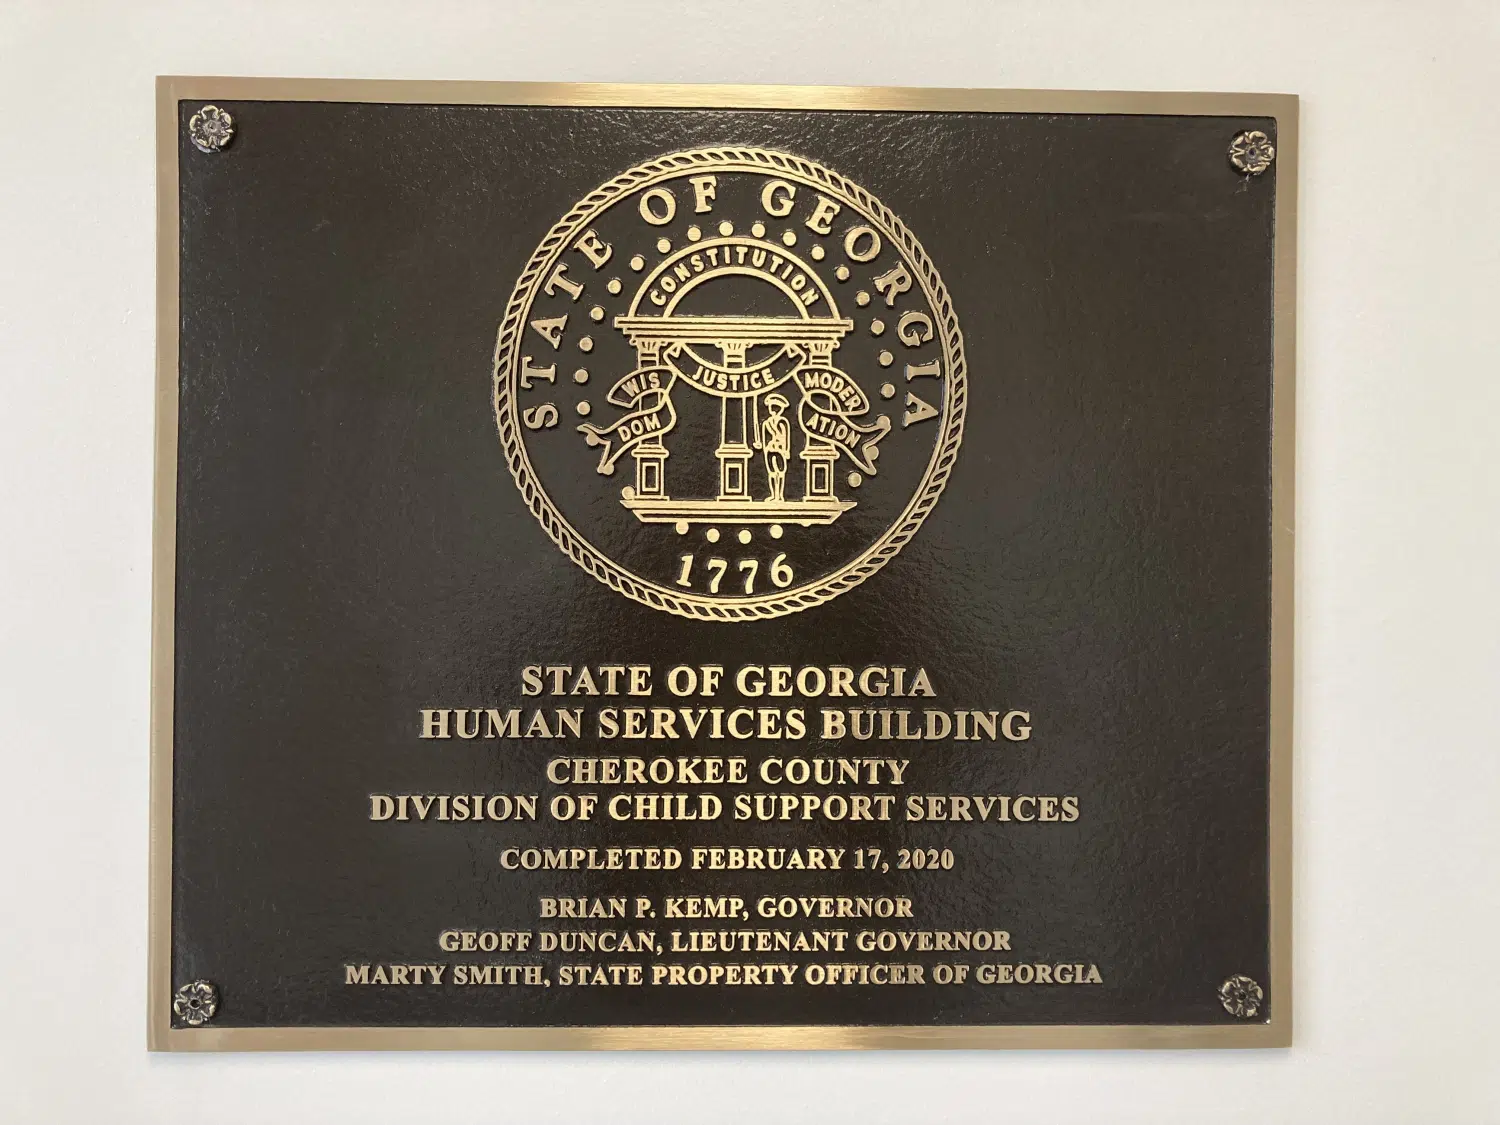 STATE OF GEORGIA
CONSTITUTION
WIS
DOM
JUSTICE
MODER
ATION
1776
STATE OF GEORGIA
HUMAN SERVICES BUILDING
CHEROKEE COUNTY
DIVISION OF CHILD SUPPORT SERVICES
COMPLETED FEBRUARY 17, 2020
BRIAN P. KEMP, GOVERNOR
GEOFF DUNCAN, LIEUTENANT GOVERNOR
MARTY SMITH, STATE PROPERTY OFFICER OF GEORGIA